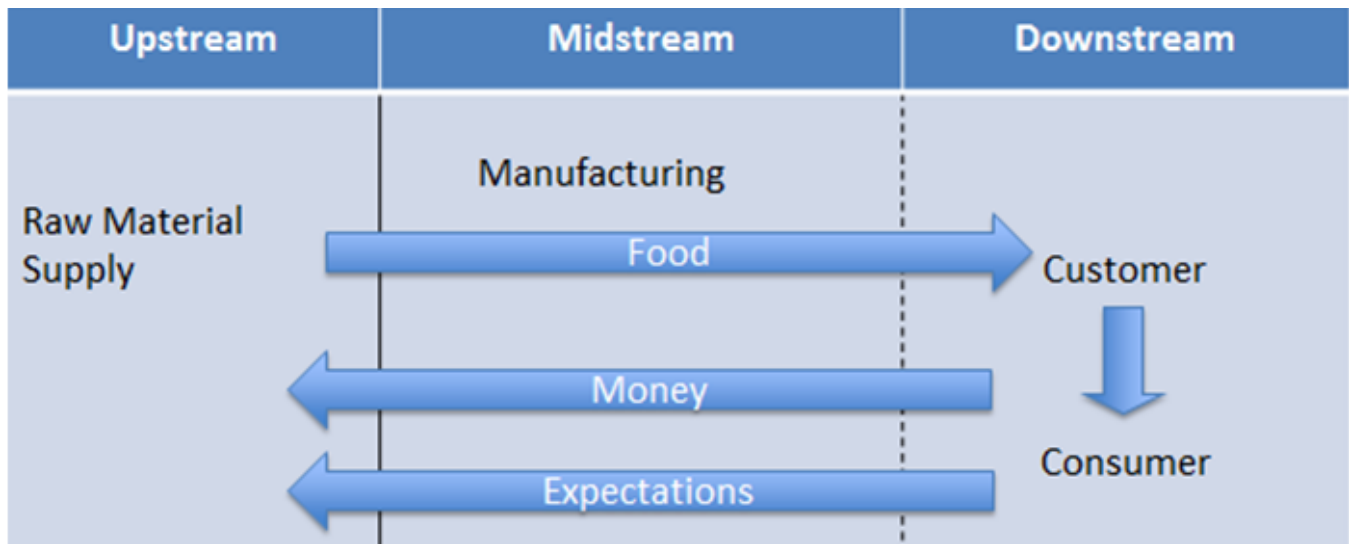 Upstream
Midstream
Downstream
Manufacturing
Raw Material
Supply
Food
Customer
Money
Consumer
Expectations